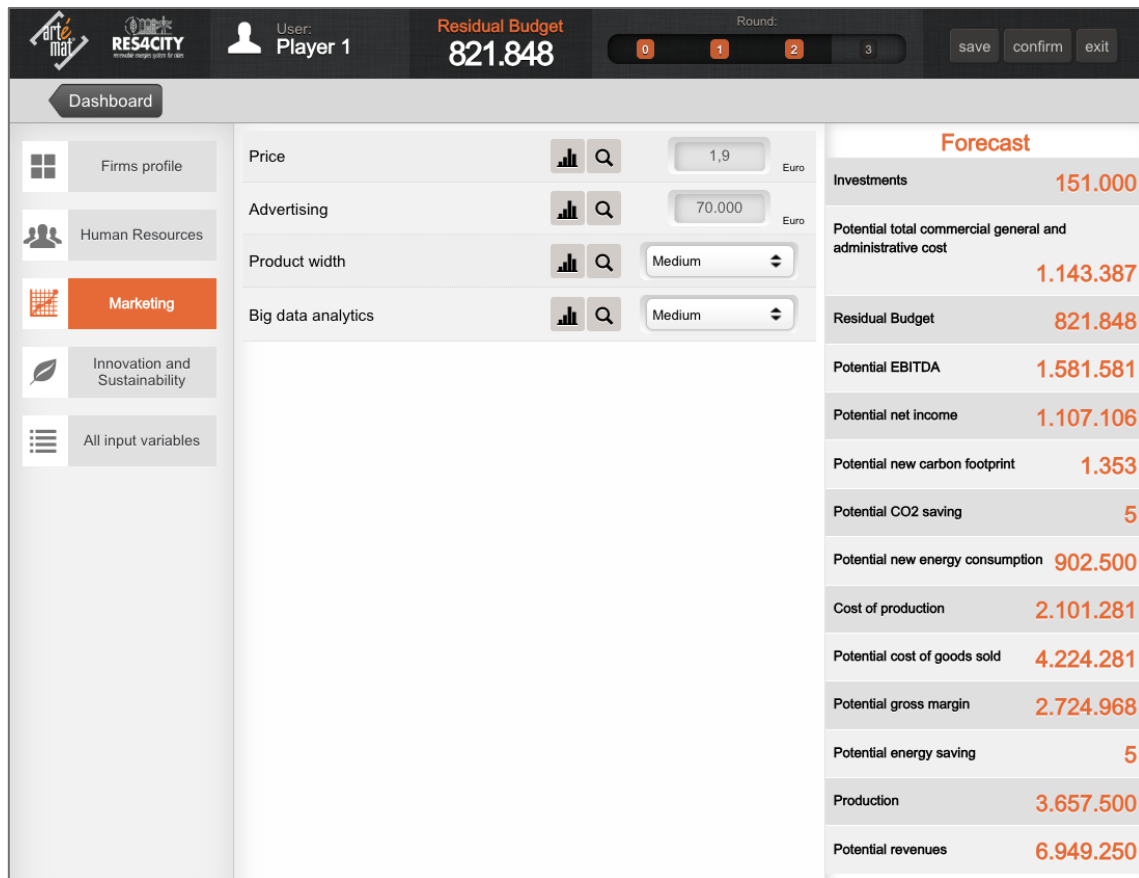 arté
mat
RES4CITY
renewable energies system for cities
User:
Player 1
Residual Budget
821.848
Round:
0 1 2 3
save confirm exit
Dashboard
Firms profile
Human Resources
Marketing
Innovation and
Sustainability
All input variables
Price 1,9 Euro
Advertising 70.000 Euro
Product width Medium
Big data analytics Medium
Forecast
Investments 151.000
Potential total commercial general and
administrative cost
1.143.387
Residual Budget 821.848
Potential EBITDA 1.581.581
Potential net income 1.107.106
Potential new carbon footprint 1.353
Potential CO2 saving 5
Potential new energy consumption 902.500
Cost of production 2.101.281
Potential cost of goods sold 4.224.281
Potential gross margin 2.724.968
Potential energy saving 5
Production 3.657.500
Potential revenues 6.949.250